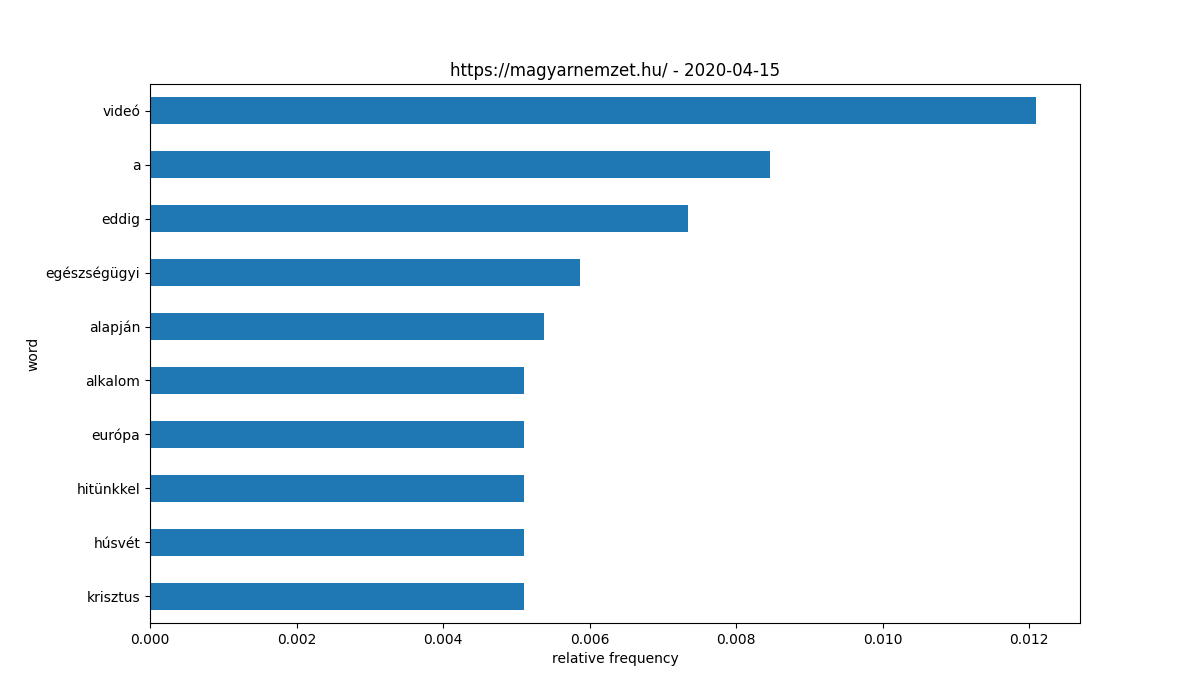 https://magyarnemzet.hu/ - 2020-04-15
videó
a
eddig
egészségügyi
alapján
alkalom
európa
hitünkkel
húsvét
krisztus
word
0.000 0.002 0.004 0.006 0.008 0.010 0.012
relative frequency